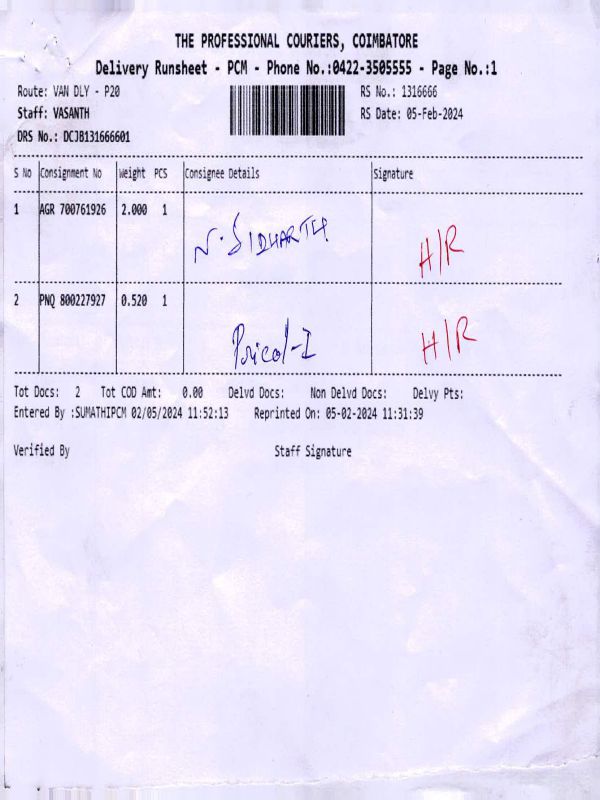 THE PROFESSIONAL COURIERS, COIMBATORE
Delivery Runsheet - PCM - Phone No.:0422-3505555 - Page No.:1
Route: VAN DLY - P20 RS No.: 1316666
Staff: VASANTH RS Date: 05-Feb-2024
DRS No.: DCJB131666601
S No Consignment No Weight PCS Consignee Details Signature
1 AGR 700761926 2.000 1
N. SIDHARTH H/R
2 PNQ 800227927 0.520 1
Pricol-I H/R
Tot Docs: 2 Tot COD Amt: 0.00 Delvd Docs: Non Delvd Docs: Delvy Pts:
Entered By :SUMATHIPCM 02/05/2024 11:52:13 Reprinted On: 05-02-2024 11:31:39
Verified By Staff Signature